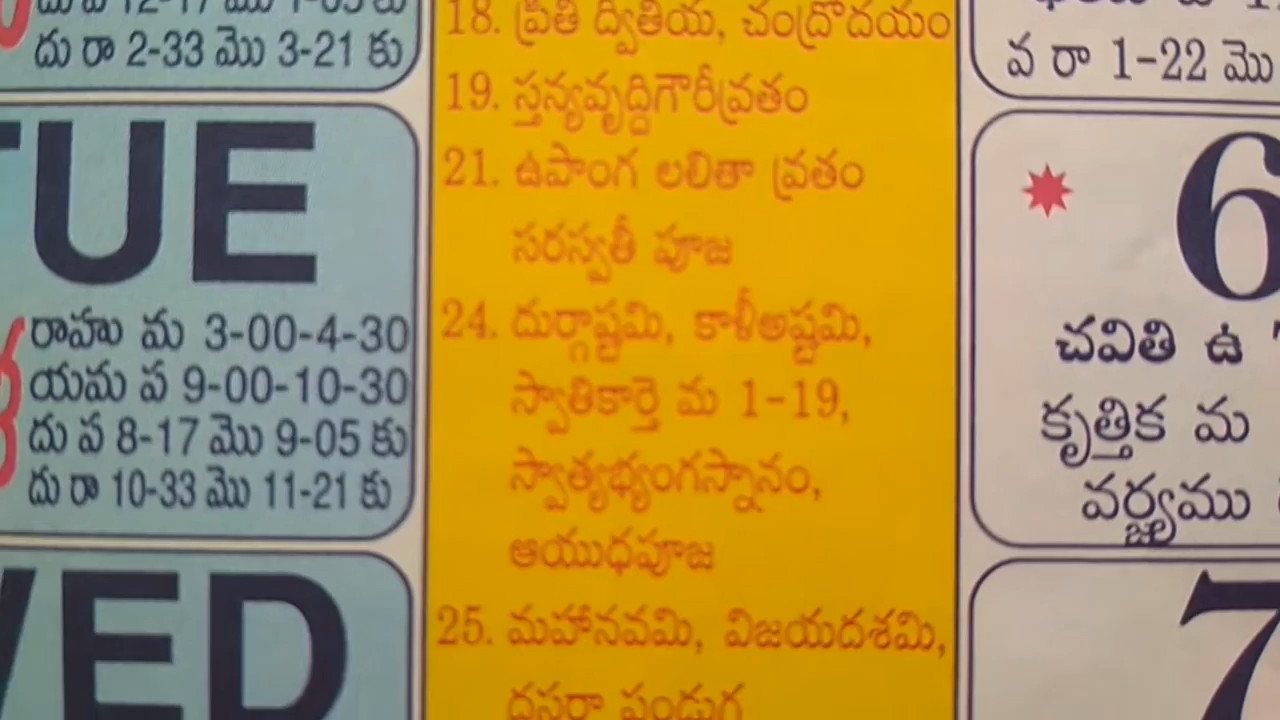 దు రా 2-33 మొ 3-21 కు
TUE
రాహు మ 3-00-4-30
యమ ప 9-00-10-30
దు ప 8-17 మొ 9-05 కు
దు రా 10-33 మొ 11-21 కు
WED
18. ప్రీతి ద్వితీయ, చంద్రోదయం
19. స్తన్యవృద్ధిగౌరీవ్రతం
21. ఉపాంగ లలితా వ్రతం
సరస్వతీ పూజ
24. దుర్గాష్టమి, కాళీఅష్టమి,
స్వాతికార్తె మ 1-19,
స్వాత్యభ్యంగస్నానం,
ఆయుధపూజ
25. మహానవమి, విజయదశమి,
దసరా పండుగ
వ రా 1-22 మొ
6
చవితి ఉ
కృత్తిక మ
వర్జ్యము
7